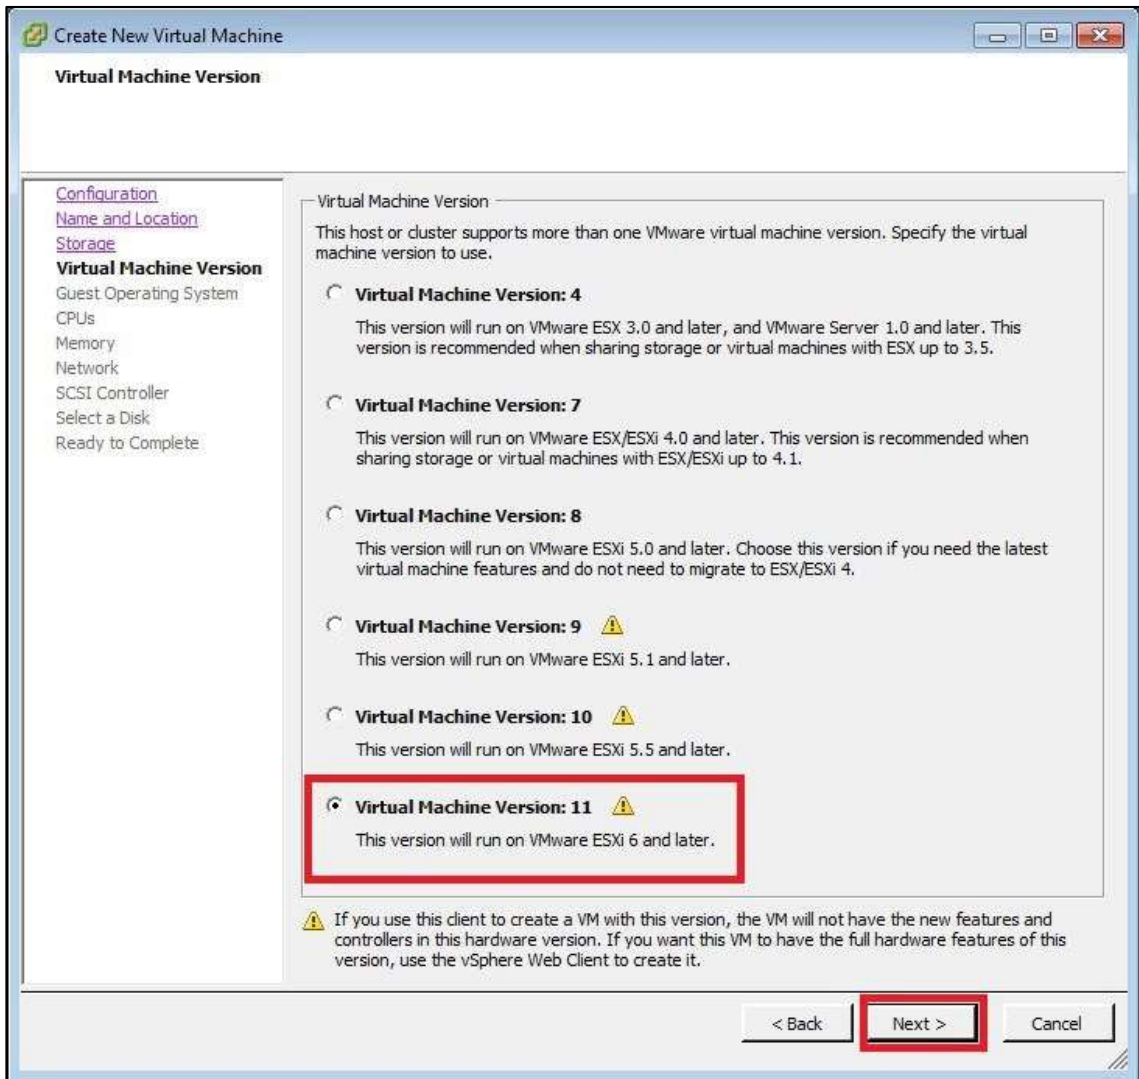 Create New Virtual Machine
Virtual Machine Version
Configuration
Name and Location
Storage
Virtual Machine Version
Guest Operating System
CPUs
Memory
Network
SCSI Controller
Select a Disk
Ready to Complete
Virtual Machine Version
This host or cluster supports more than one VMware virtual machine version. Specify the virtual
machine version to use.
Virtual Machine Version: 4
This version will run on VMware ESX 3.0 and later, and VMware Server 1.0 and later. This
version is recommended when sharing storage or virtual machines with ESX up to 3.5.
Virtual Machine Version: 7
This version will run on VMware ESX/ESXi 4.0 and later. This version is recommended when
sharing storage or virtual machines with ESX/ESXi up to 4.1.
Virtual Machine Version: 8
This version will run on VMware ESXi 5.0 and later. Choose this version if you need the latest
virtual machine features and do not need to migrate to ESX/ESXi 4.
Virtual Machine Version: 9
This version will run on VMware ESXi 5.1 and later.
Virtual Machine Version: 10
This version will run on VMware ESXi 5.5 and later.
Virtual Machine Version: 11
This version will run on VMware ESXi 6 and later.
If you use this client to create a VM with this version, the VM will not have the new features and
controllers in this hardware version. If you want this VM to have the full hardware features of this
version, use the vSphere Web Client to create it.
< Back Next > Cancel